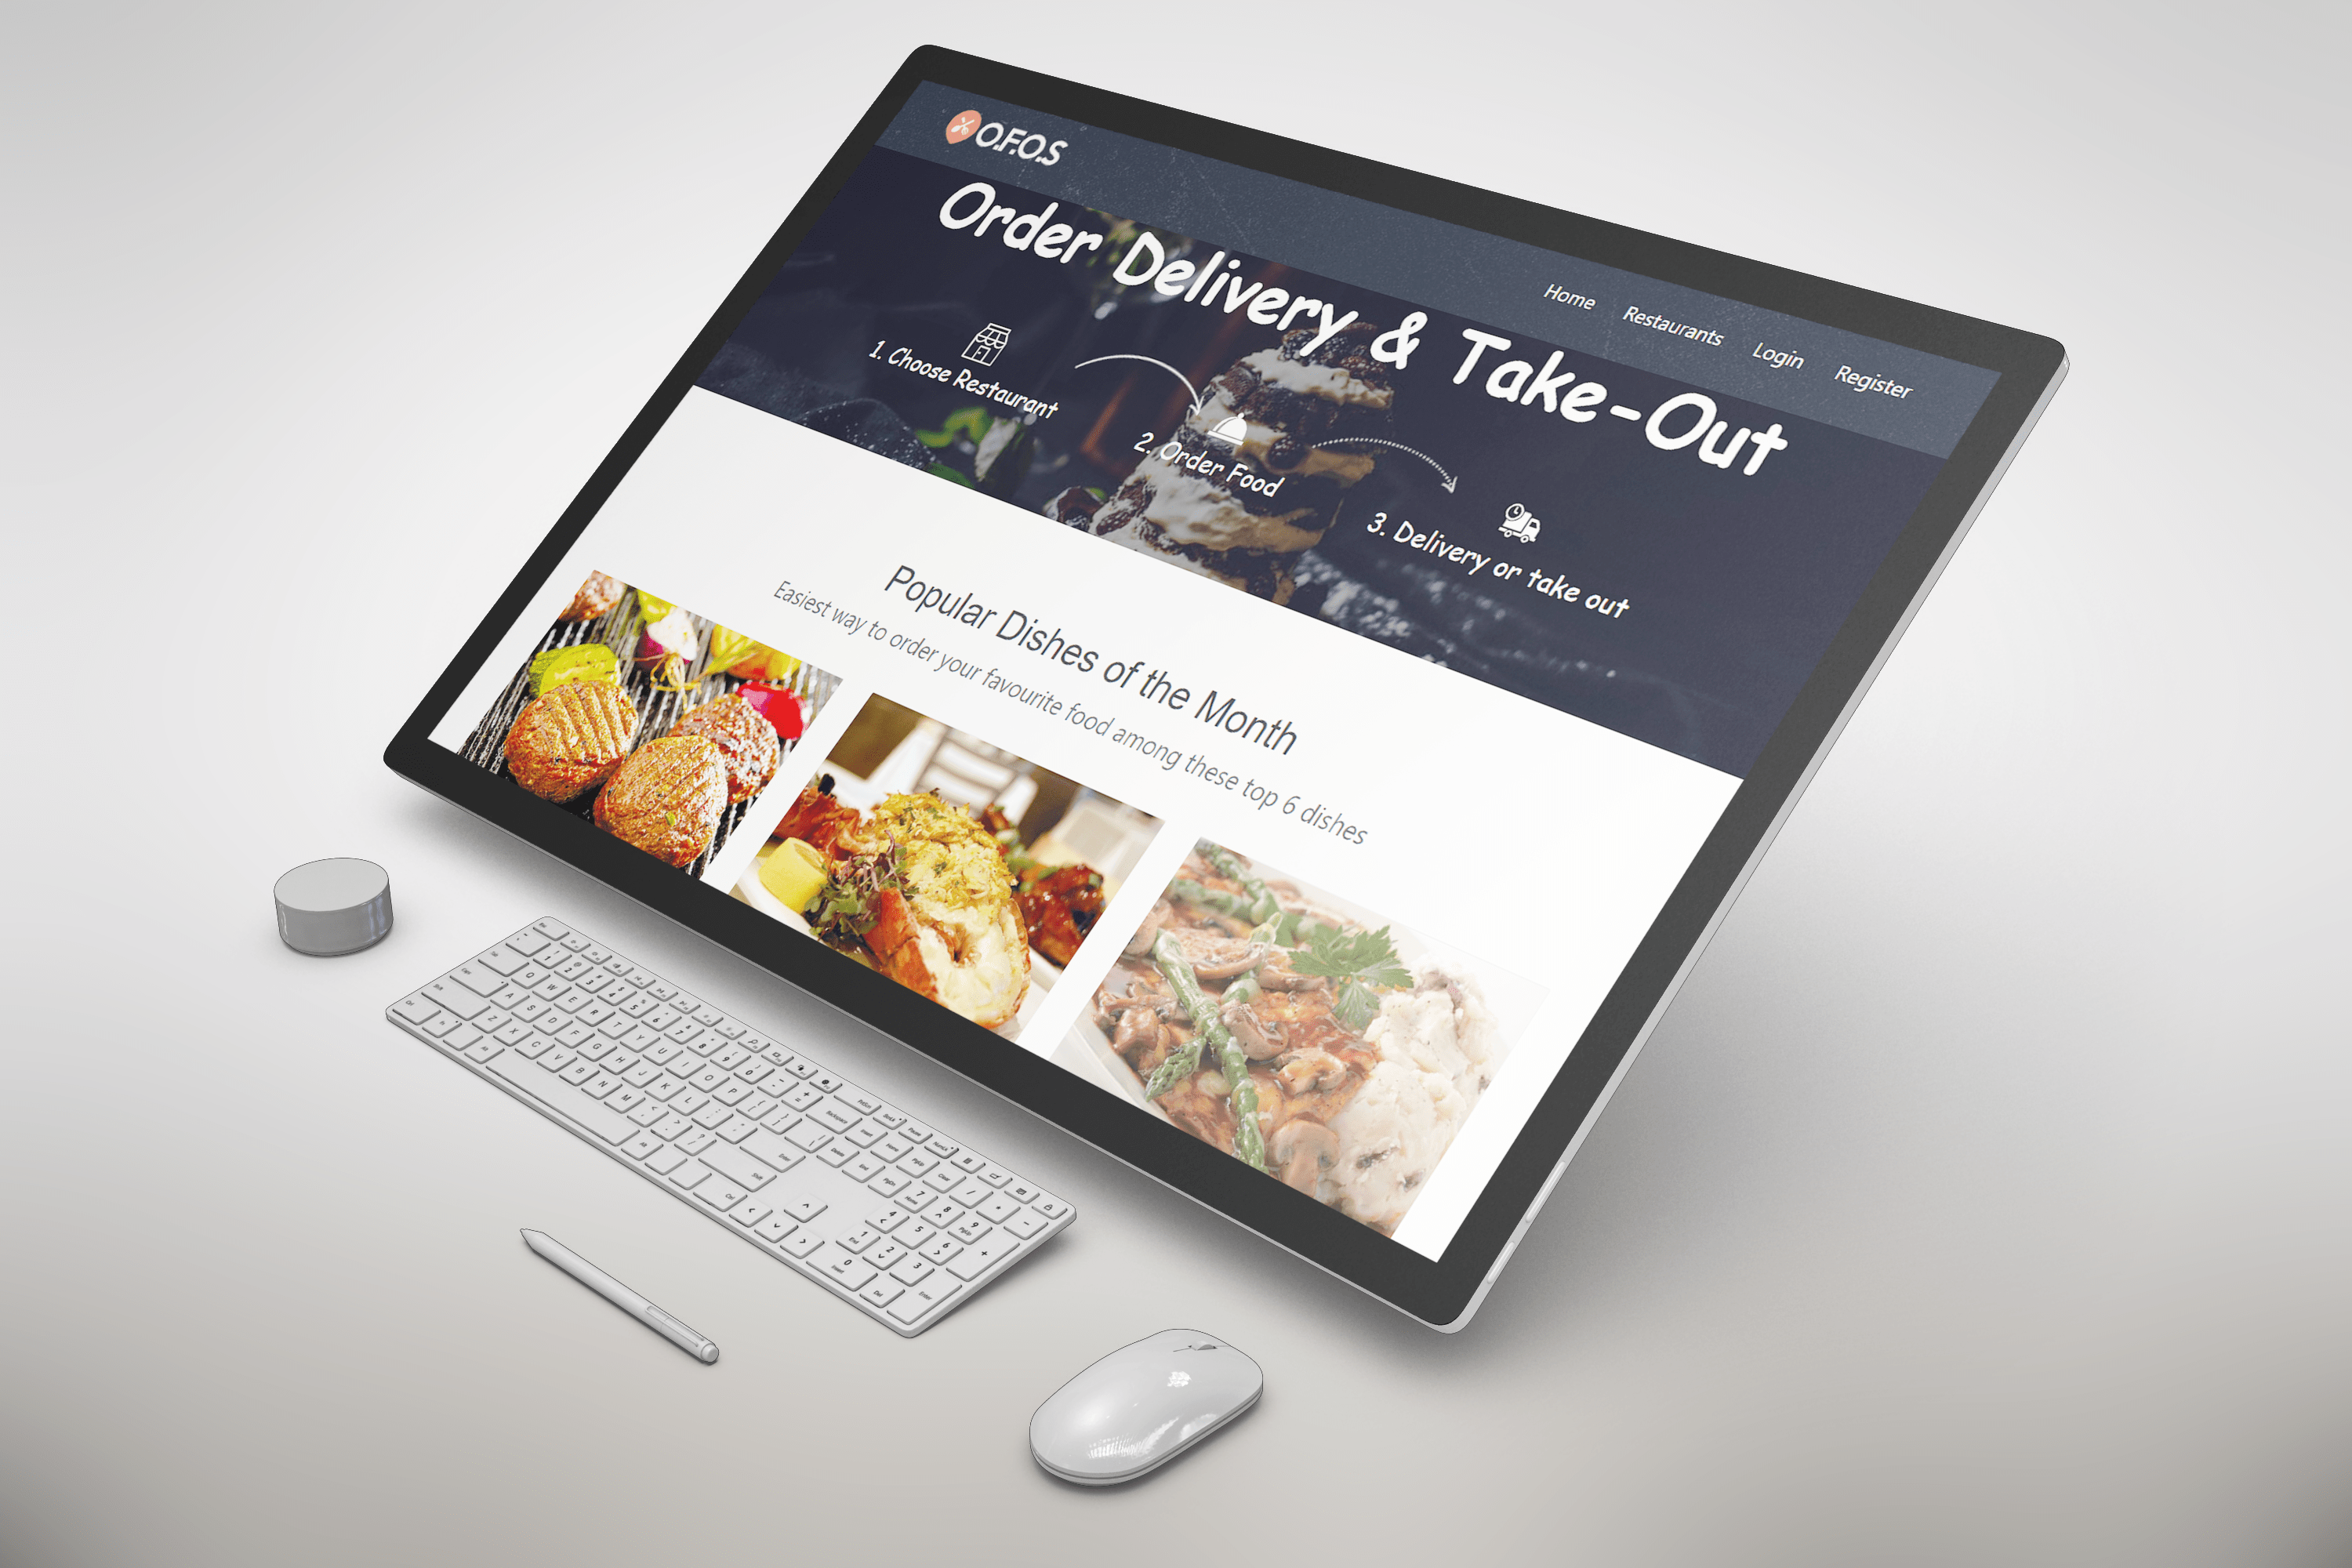 O.F.O.S
Home Restaurants Login Register
Order Delivery & Take-Out
1. Choose Restaurant
2. Order Food
3. Delivery or take out
Popular Dishes of the Month
Easiest way to order your favourite food among these top 6 dishes